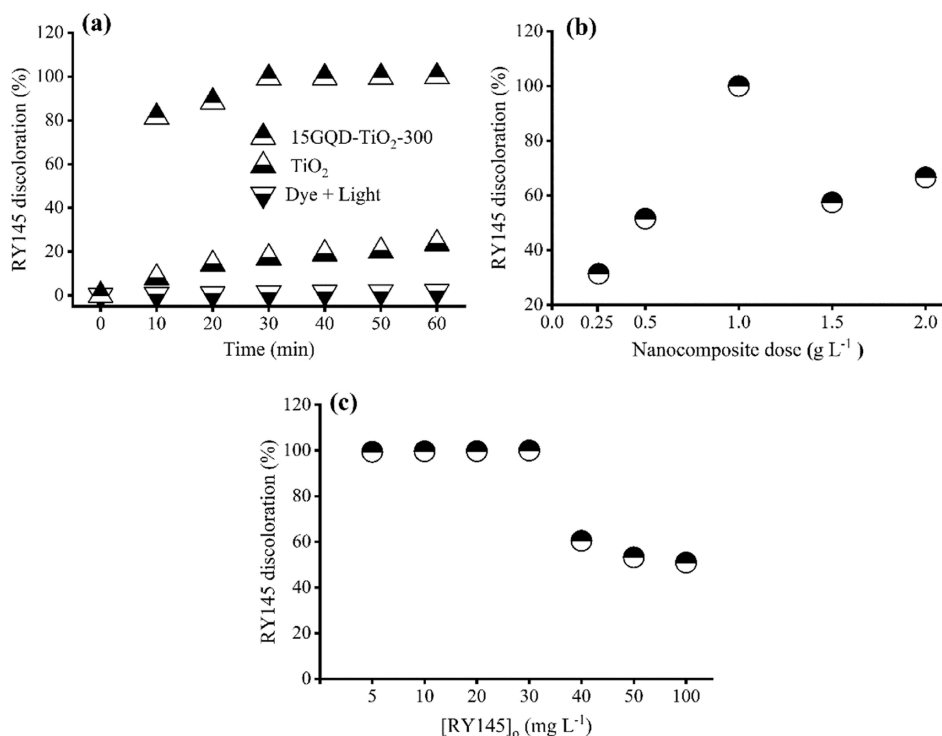 (a)
120
100
80
60
40
20
0
RY145 discoloration (%)
15GQD-TiO₂-300
TiO₂
Dye + Light
0 10 20 30 40 50 60
Time (min)
(b)
120
100
80
60
40
20
RY145 discoloration (%)
0.0 0.25 0.5 1.0 1.5 2.0
Nanocomposite dose (g L⁻¹ )
(c)
120
100
80
60
40
20
0
RY145 discoloration (%)
5 10 20 30 40 50 100
[RY145]ₒ (mg L⁻¹)